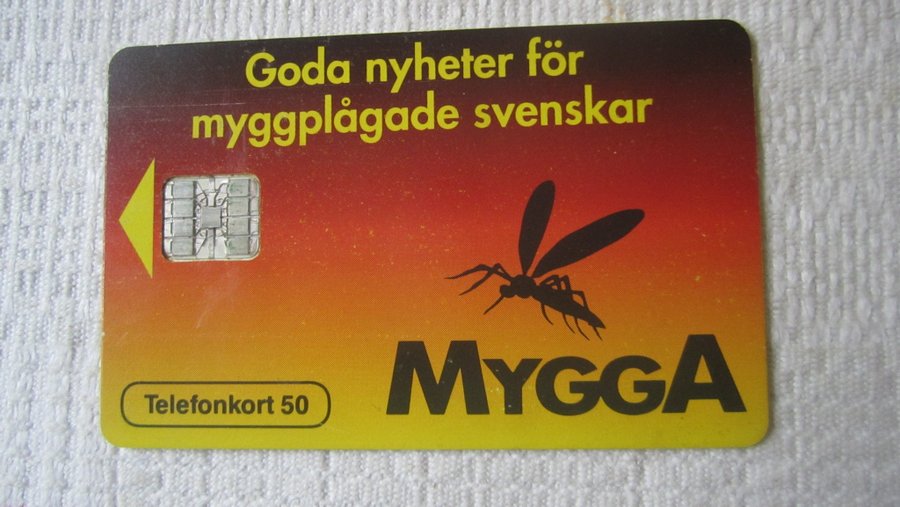 Goda nyheter för
myggplågade svenskar
MYGGA
Telefonkort 50